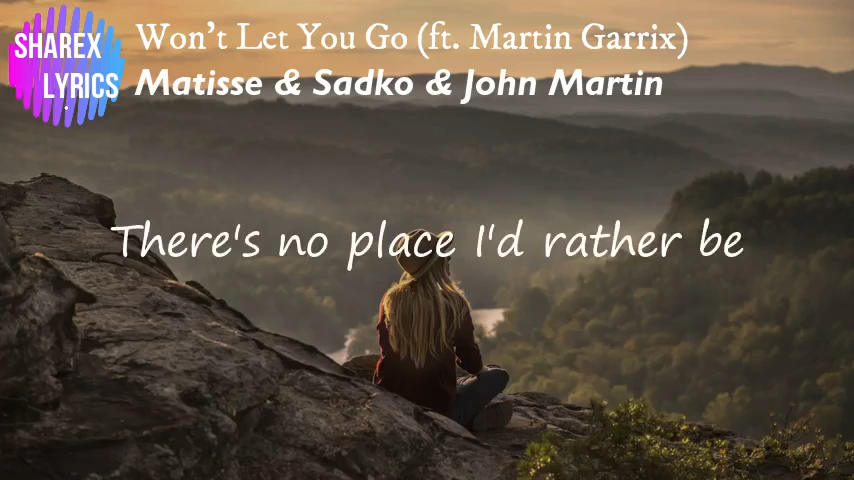 SHAREX
LYRICS
Won't Let You Go (ft. Martin Garrix)
Matisse & Sadko & John Martin
There's no place I'd rather be